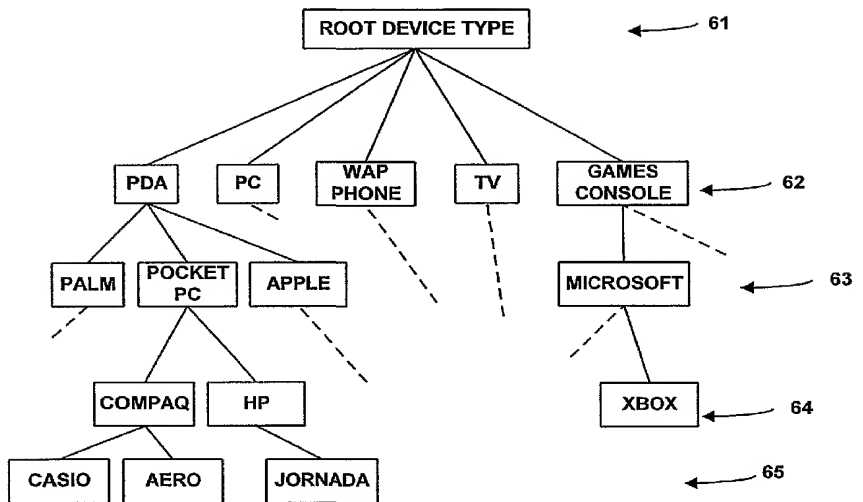 ROOT DEVICE TYPE
61
PDA
PC
WAP
PHONE
TV
GAMES
CONSOLE
62
PALM
POCKET
PC
APPLE
MICROSOFT
63
COMPAQ
HP
XBOX
64
CASIO
AERO
JORNADA
65